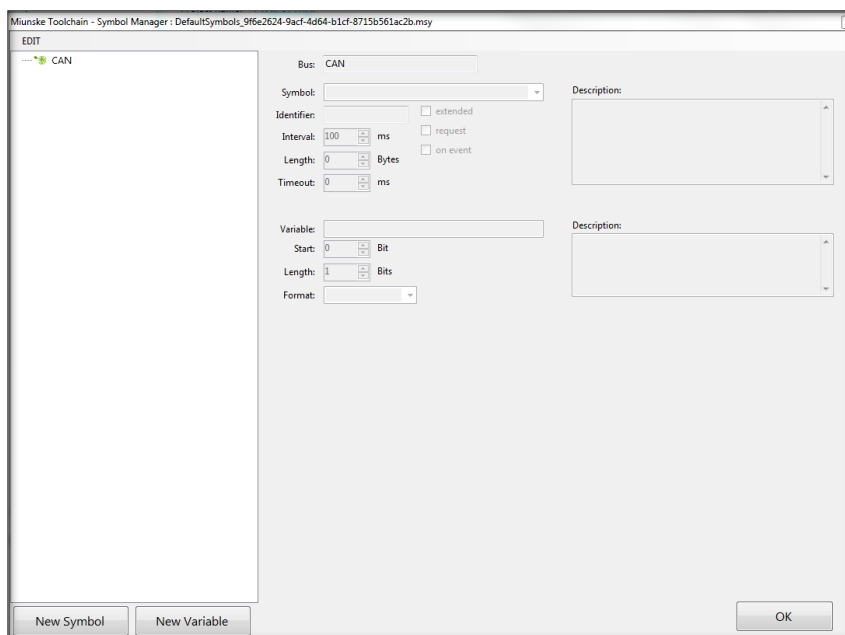 Miunske Toolchain - Symbol Manager : DefaultSymbols_9f6e2624-9acf-4d64-b1cf-8715b561ac2b.msy
EDIT
CAN
Bus: CAN
Symbol:
Description:
Identifier:
extended
Interval: 100 ms
request
Length: 0 Bytes
on event
Timeout: 0 ms
Variable:
Description:
Start: 0 Bit
Length: 1 Bits
Format:
New Symbol
New Variable
OK